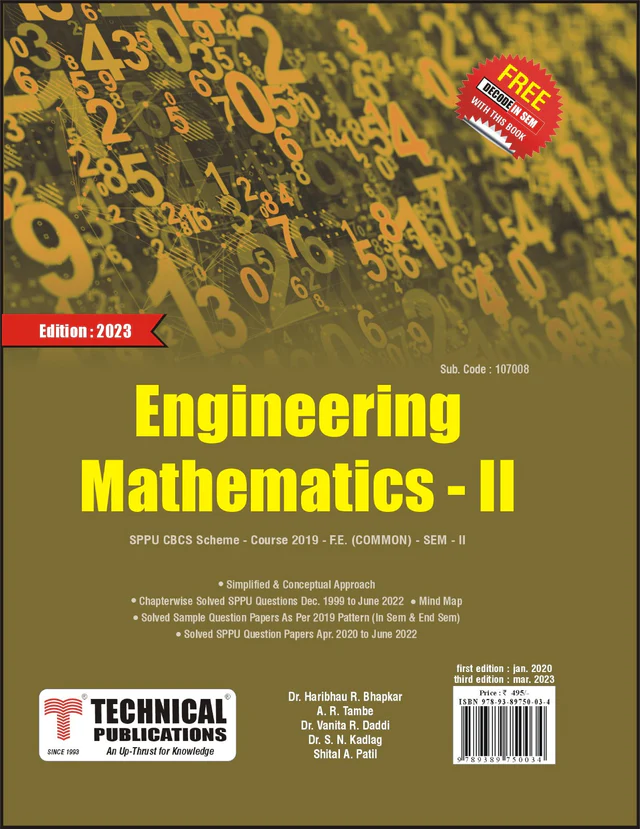 FREE
DECODE IN SEM
WITH THIS BOOK
Edition : 2023
Sub. Code : 107008
Engineering
Mathematics - II
SPPU CBCS Scheme - Course 2019 - F.E. (COMMON) - SEM - II
• Simplified & Conceptual Approach
• Chapterwise Solved SPPU Questions Dec. 1999 to June 2022 • Mind Map
• Solved Sample Question Papers As Per 2019 Pattern (In Sem & End Sem)
• Solved SPPU Question Papers Apr. 2020 to June 2022
first edition : jan. 2020
third edition : mar. 2023
Price : ₹ 495/-
ISBN 978-93-89750-03-4
9789389750034
TECHNICAL®
PUBLICATIONS
SINCE 1993
An Up-Thrust for Knowledge
Dr. Haribhau R. Bhapkar
A. R. Tambe
Dr. Vanita R. Daddi
Dr. S. N. Kadlag
Shital A. Patil